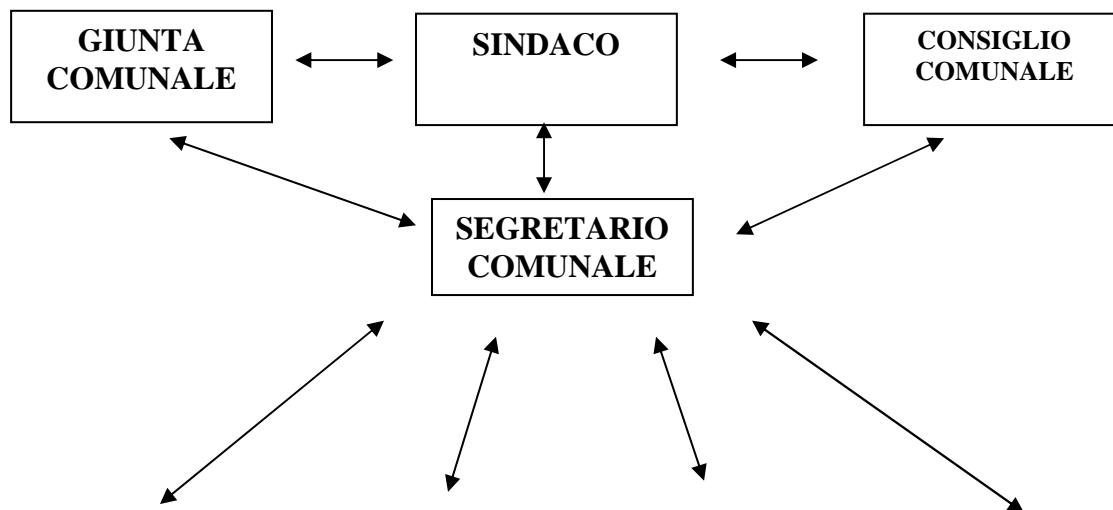 GIUNTA
COMUNALE
SINDACO
CONSIGLIO
COMUNALE
SEGRETARIO
COMUNALE